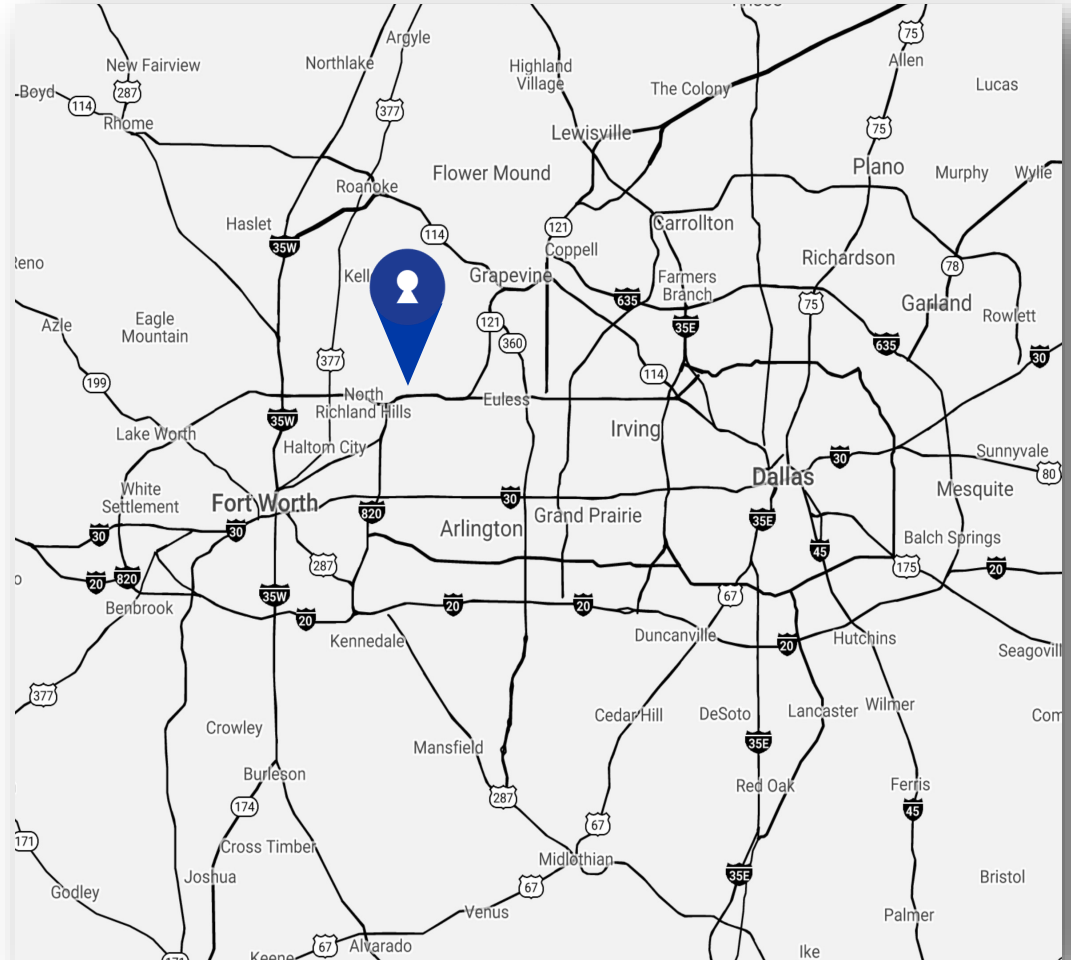 Argyle
75
New Fairview
Northlake
Highland
Village
Allen
Boyd
287
114
377
The Colony
Lucas
Rhome
Lewisville
75
Flower Mound
Plano
Murphy
Wylie
Roanoke
Haslet
114
121
Carrollton
35W
Coppell
Richardson
Kell
Grapevine
Farmers
Branch
78
635
75
Garland
Rowlett
Azle
Eagle
Mountain
121
360
35E
635
30
377
114
199
North
Richland Hills
Euless
35W
Irving
Lake Worth
Haltom City
30
Sunnyvale
80
Dallas
White
Settlement
Fort Worth
30
820
Arlington
Grand Prairie
35E
Mesquite
30
30
45
Balch Springs
287
175
20
20
820
35W
67
Benbrook
20
20
20
Kennedale
Duncanville
20
Hutchins
377
Crowley
Cedar Hill
DeSoto
Lancaster
Wilmer
Mansfield
35E
Burleson
287
Red Oak
Ferris
174
67
45
171
Cross Timber
Midlothian
35E
Joshua
67
Bristol
Godley
Venus
Palmer
67
Alvarado
Ike